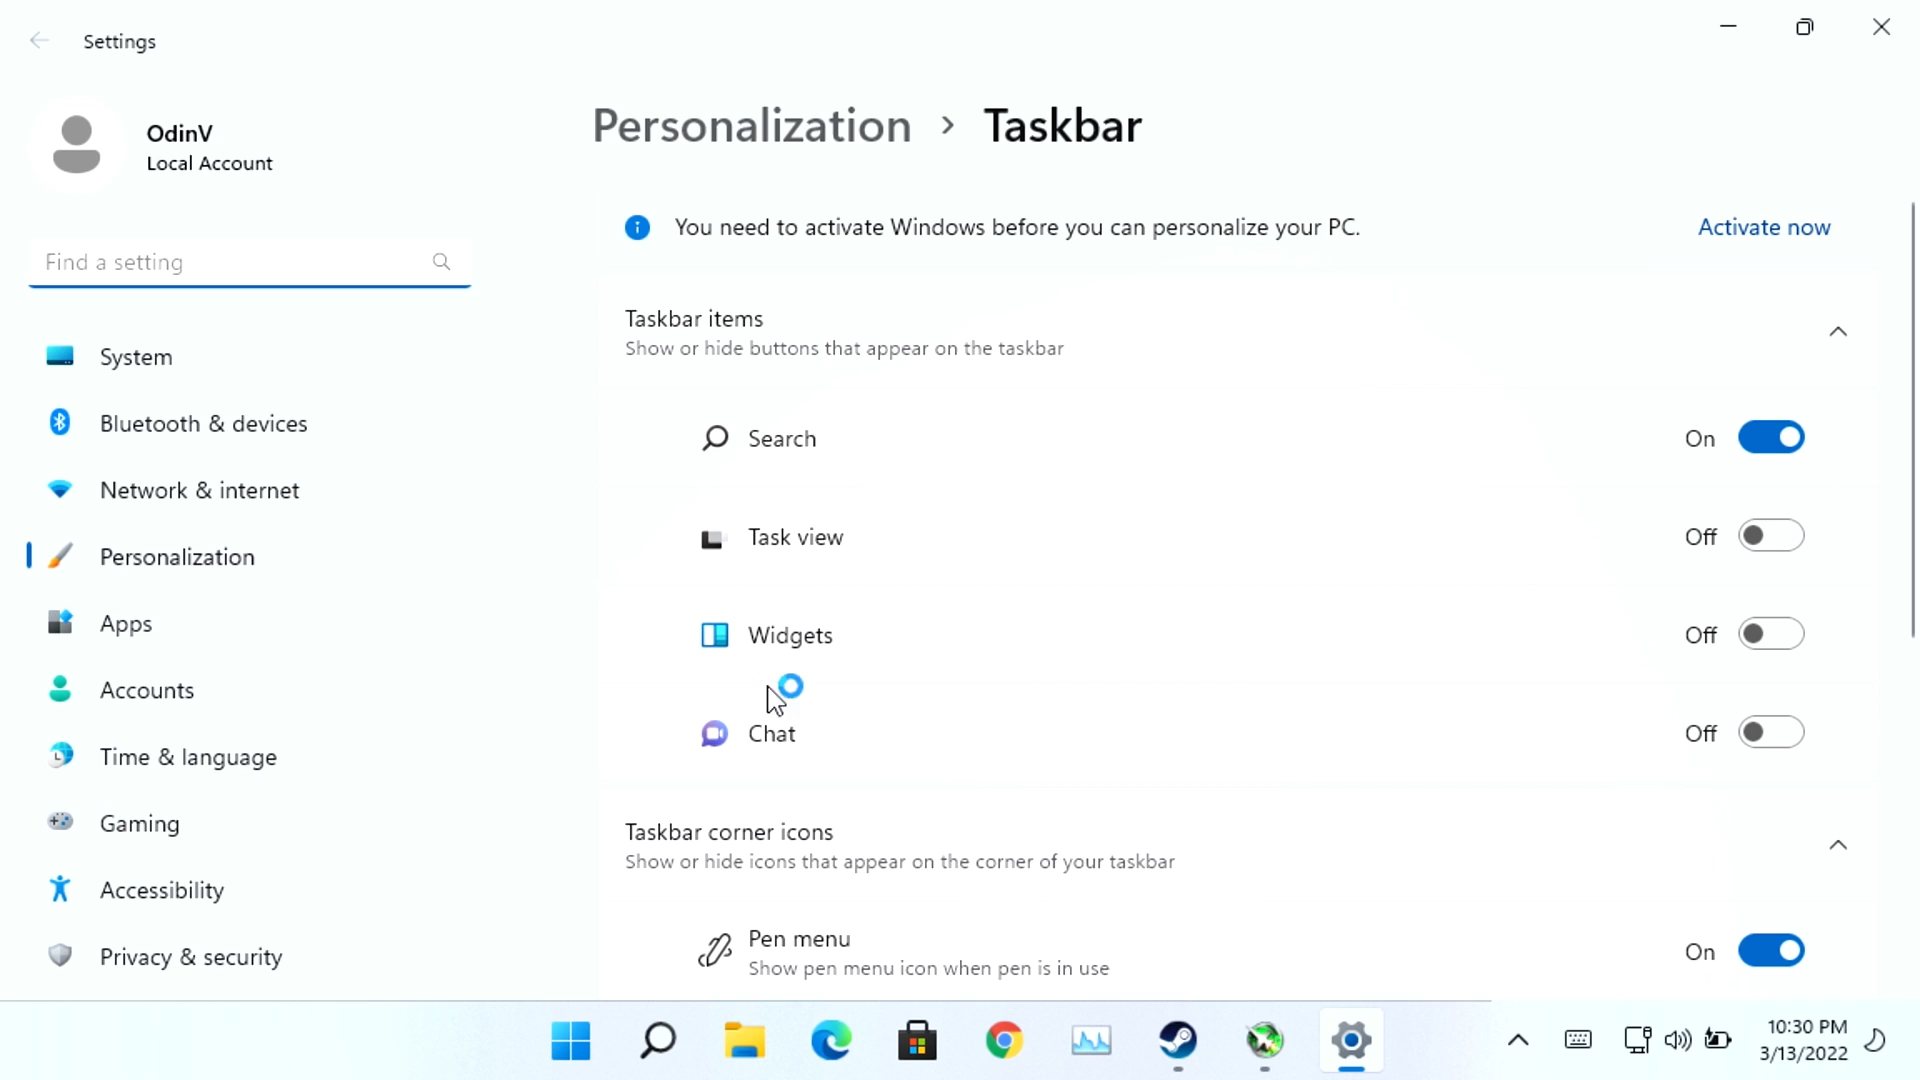 Settings
OdinV
Local Account
Find a setting
System
Bluetooth & devices
Network & internet
Personalization
Apps
Accounts
Time & language
Gaming
Accessibility
Privacy & security
Personalization > Taskbar
You need to activate Windows before you can personalize your PC. Activate now
Taskbar items
Show or hide buttons that appear on the taskbar
Search On
Task view Off
Widgets Off
Chat Off
Taskbar corner icons
Show or hide icons that appear on the corner of your taskbar
Pen menu
Show pen menu icon when pen is in use
On
10:30 PM
3/13/2022